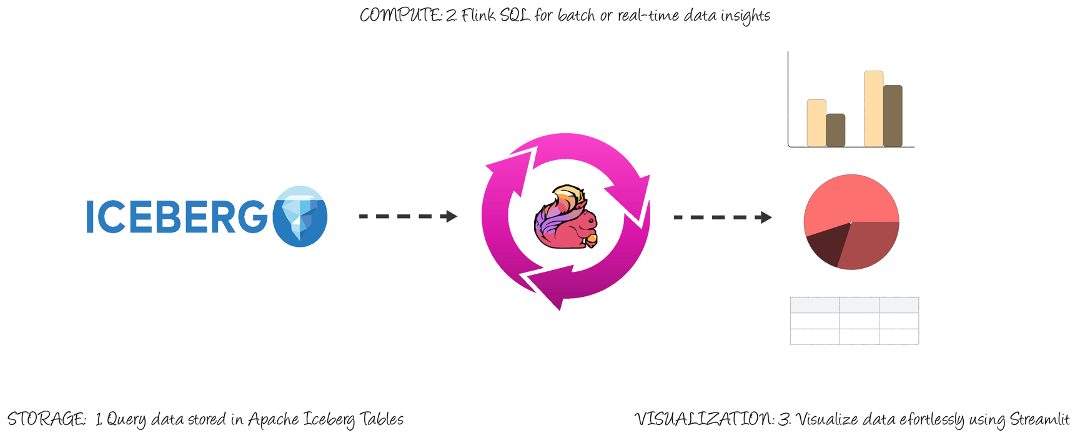 COMPUTE: 2 Flink SQL for batch or real-time data insights
ICEBERG
STORAGE: 1 Query data stored in Apache Iceberg Tables
VISUALIZATION: 3. Visualize data efortlessly using Streamlit